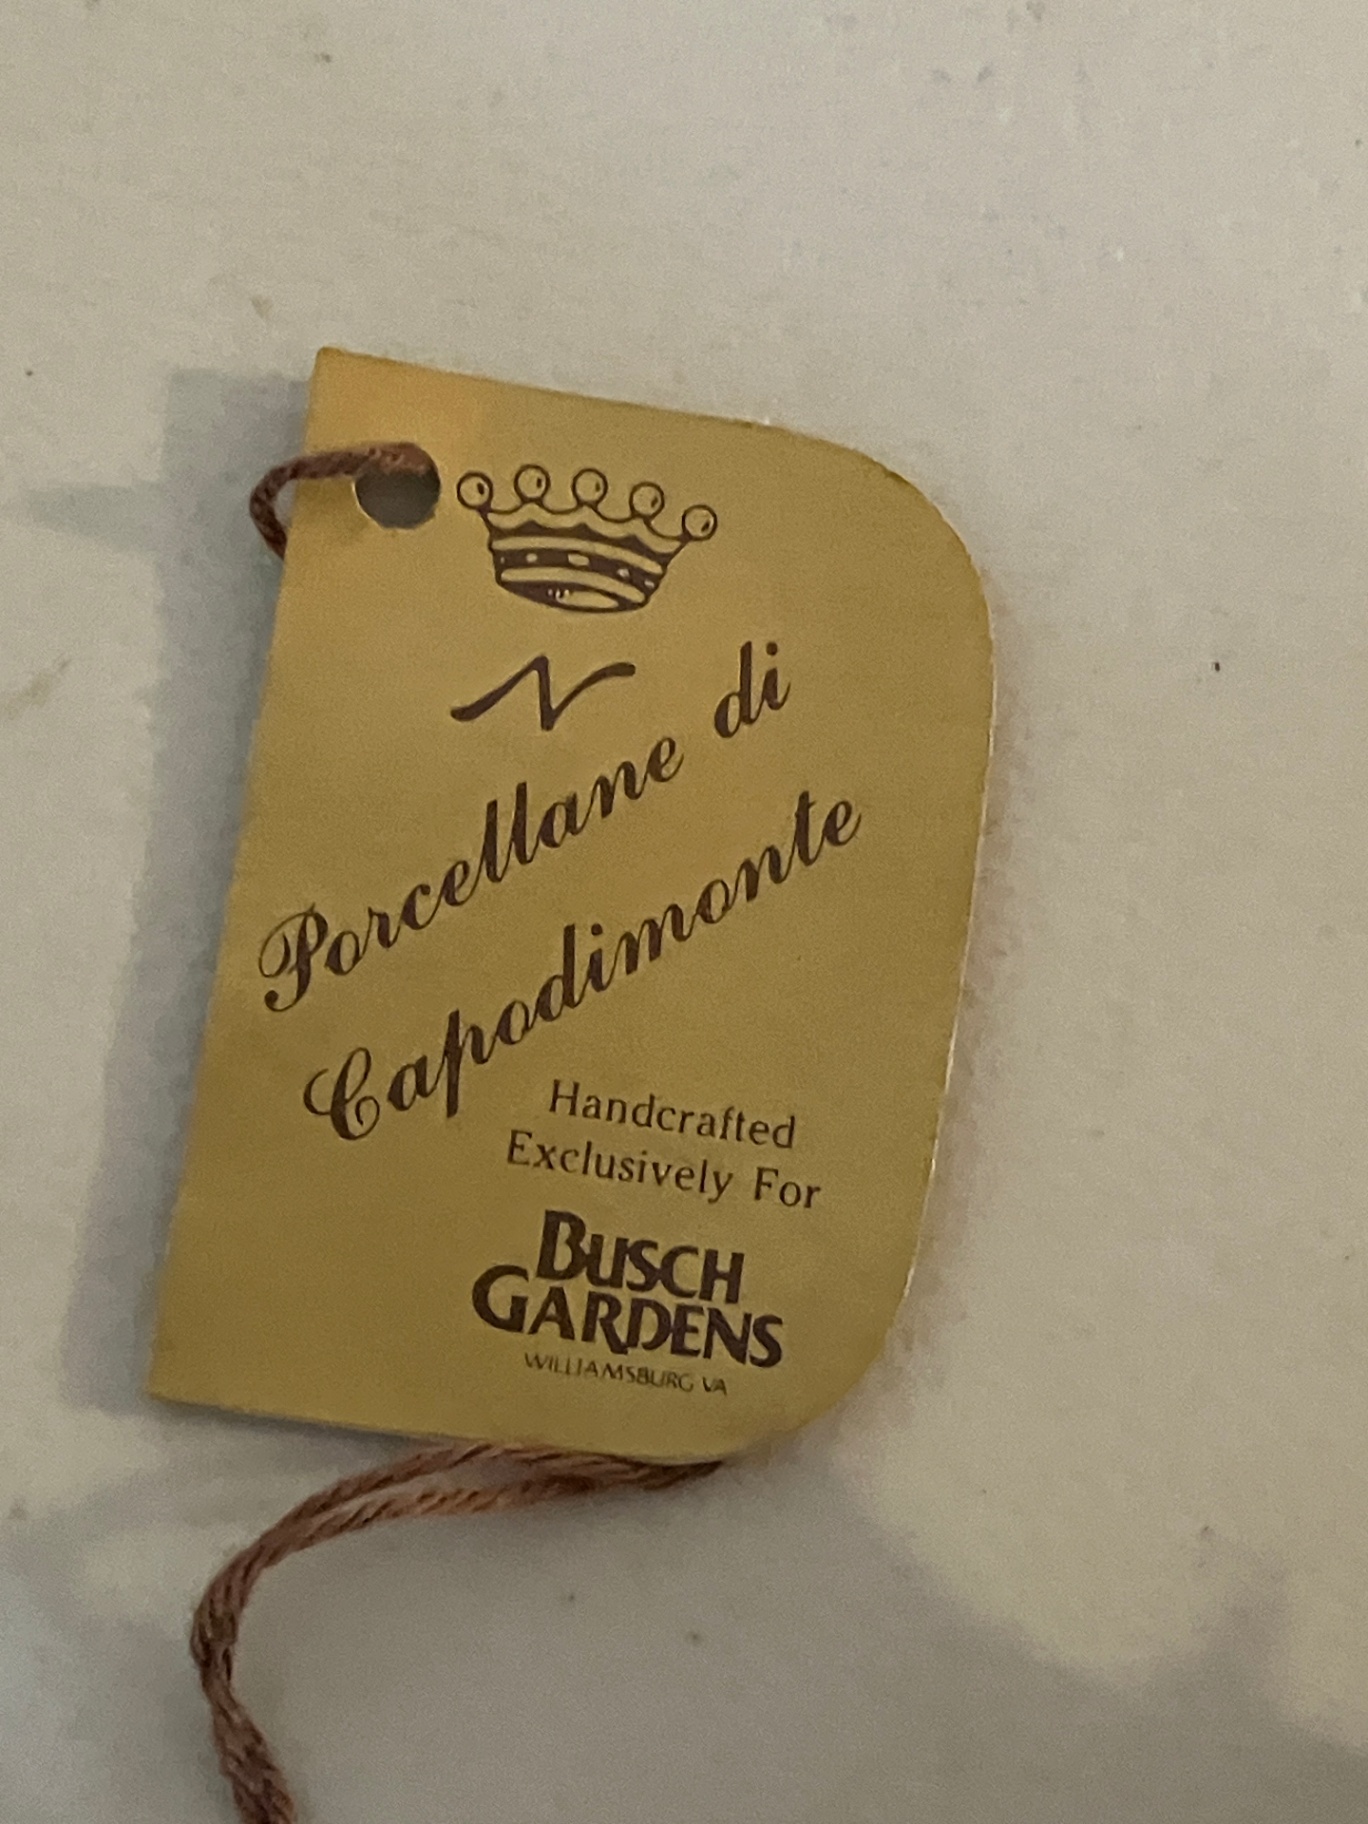 N
Porcellane di
Capodimonte
Handcrafted
Exclusively For
BUSCH
GARDENS
WILLIAMSBURG VA